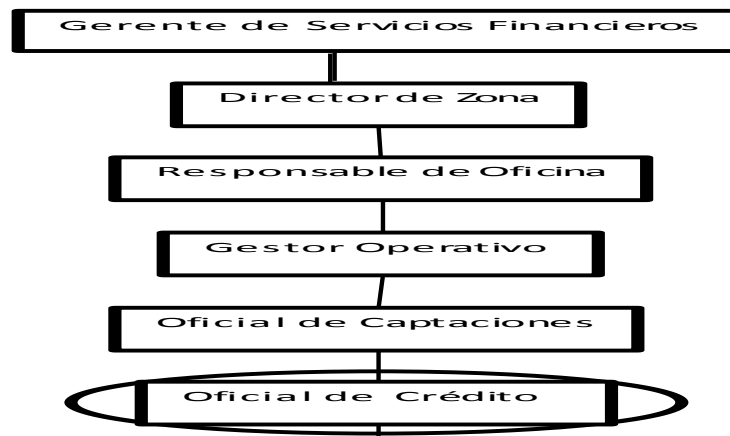 Gerente de Servicios Financieros
Director de Zona
Responsable de Oficina
Gestor Operativo
Oficial de Captaciones
Oficial de Crédito